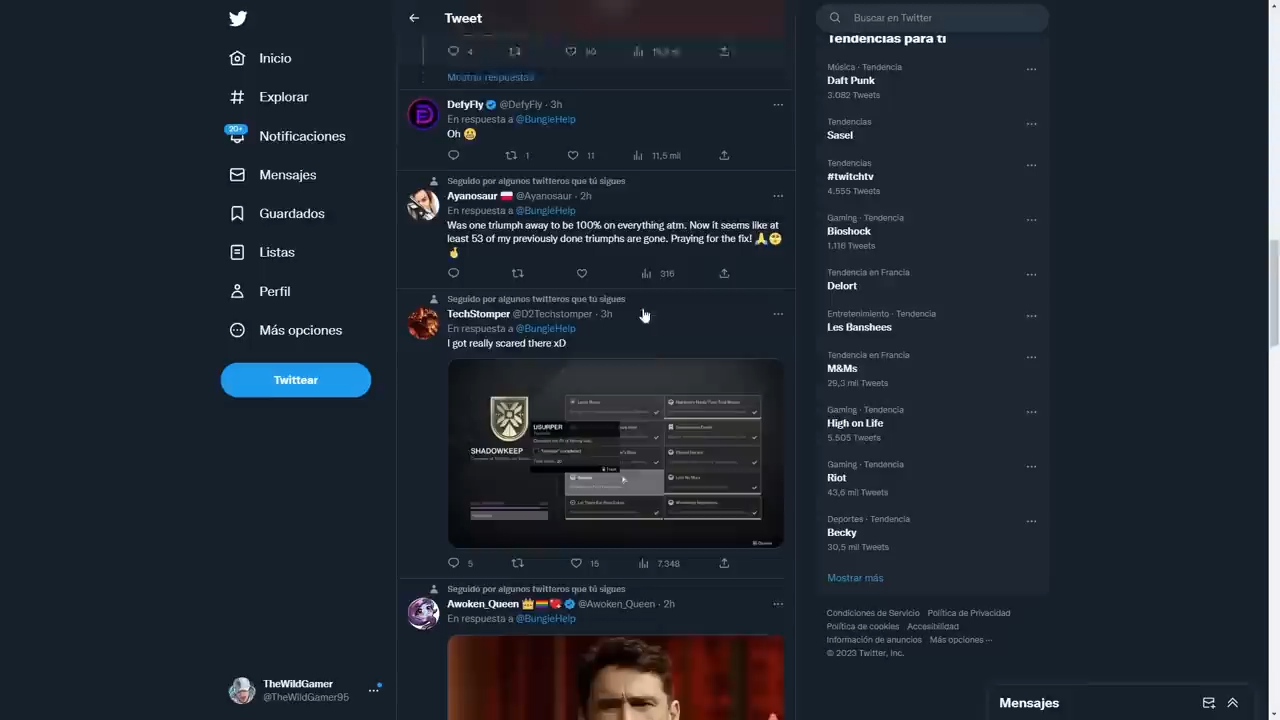 Inicio
Explorar
20+
Notificaciones
Mensajes
Guardados
Listas
Perfil
Más opciones
Twittear
TheWildGamer
@TheWildGamer95
Tweet
4
Mostrar respuestas
DefyFly @DefyFly · 3h
En respuesta a @BungieHelp
Oh 😬
1 11 11,5 mil
Seguido por algunos twitteros que tú sigues
Ayanosaur 🇵🇱 @Ayanosaur · 2h
En respuesta a @BungieHelp
Was one triumph away to be 100% on everything atm. Now it seems like at
least 53 of my previously done triumphs are gone. Praying for the fix! 🙏
316
Seguido por algunos twitteros que tú sigues
TechStomper @D2Techstomper · 3h
En respuesta a @BungieHelp
I got really scared there xD
SHADOWKEEP
USURPER
5 15 7.348
Seguido por algunos twitteros que tú sigues
Awoken_Queen 👑🏳️‍🌈💘 @Awoken_Queen · 2h
En respuesta a @BungieHelp
Buscar en Twitter
Tendencias para ti
Música · Tendencia
Daft Punk
3.082 Tweets
Tendencias
Sasel
Tendencias
#twitchtv
4.555 Tweets
Gaming · Tendencia
Bioshock
1.116 Tweets
Tendencia en Francia
Delort
Entretenimiento · Tendencia
Les Banshees
Tendencia en Francia
M&Ms
29,3 mil Tweets
Gaming · Tendencia
High on Life
5.505 Tweets
Gaming · Tendencia
Riot
43,6 mil Tweets
Deportes · Tendencia
Becky
30,5 mil Tweets
Mostrar más
Condiciones de Servicio Política de Privacidad
Política de cookies Accesibilidad
Información de anuncios Más opciones ···
© 2023 Twitter, Inc.
Mensajes